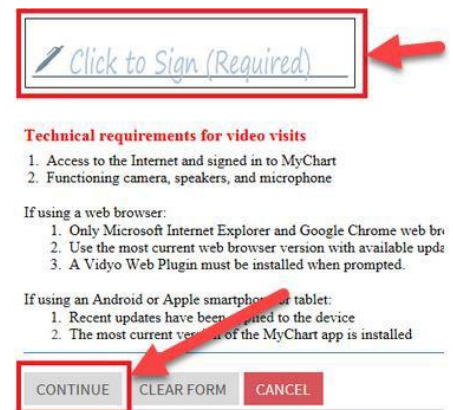 Click to Sign (Required)
Technical requirements for video visits
1. Access to the Internet and signed in to MyChart
2. Functioning camera, speakers, and microphone
If using a web browser:
1. Only Microsoft Internet Explorer and Google Chrome web
2. Use the most current web browser version with available
3. A Vidyo Web Plugin must be installed when prompted.
If using an Android or Apple smartphone or tablet:
1. Recent updates have been applied to the device
2. The most current version of the MyChart app is installed
CONTINUE CLEAR FORM CANCEL